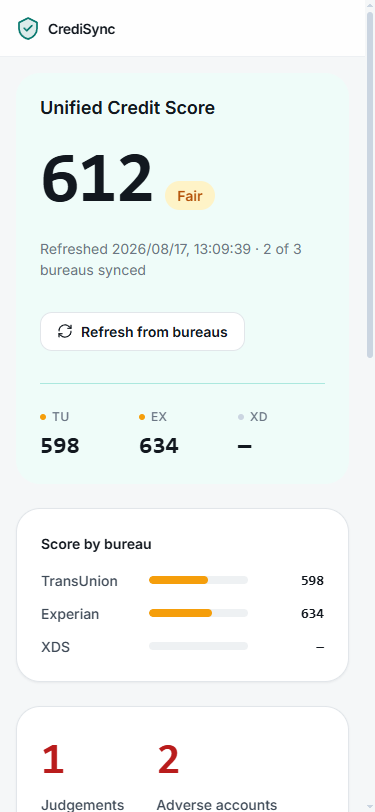 CrediSync
Unified Credit Score
612 Fair
Refreshed 2026/08/17, 13:09:39 · 2 of 3
bureaus synced
Refresh from bureaus
TU EX XD
598 634 –
Score by bureau
TransUnion 598
Experian 634
XDS –
1 2
Judgements Adverse accounts